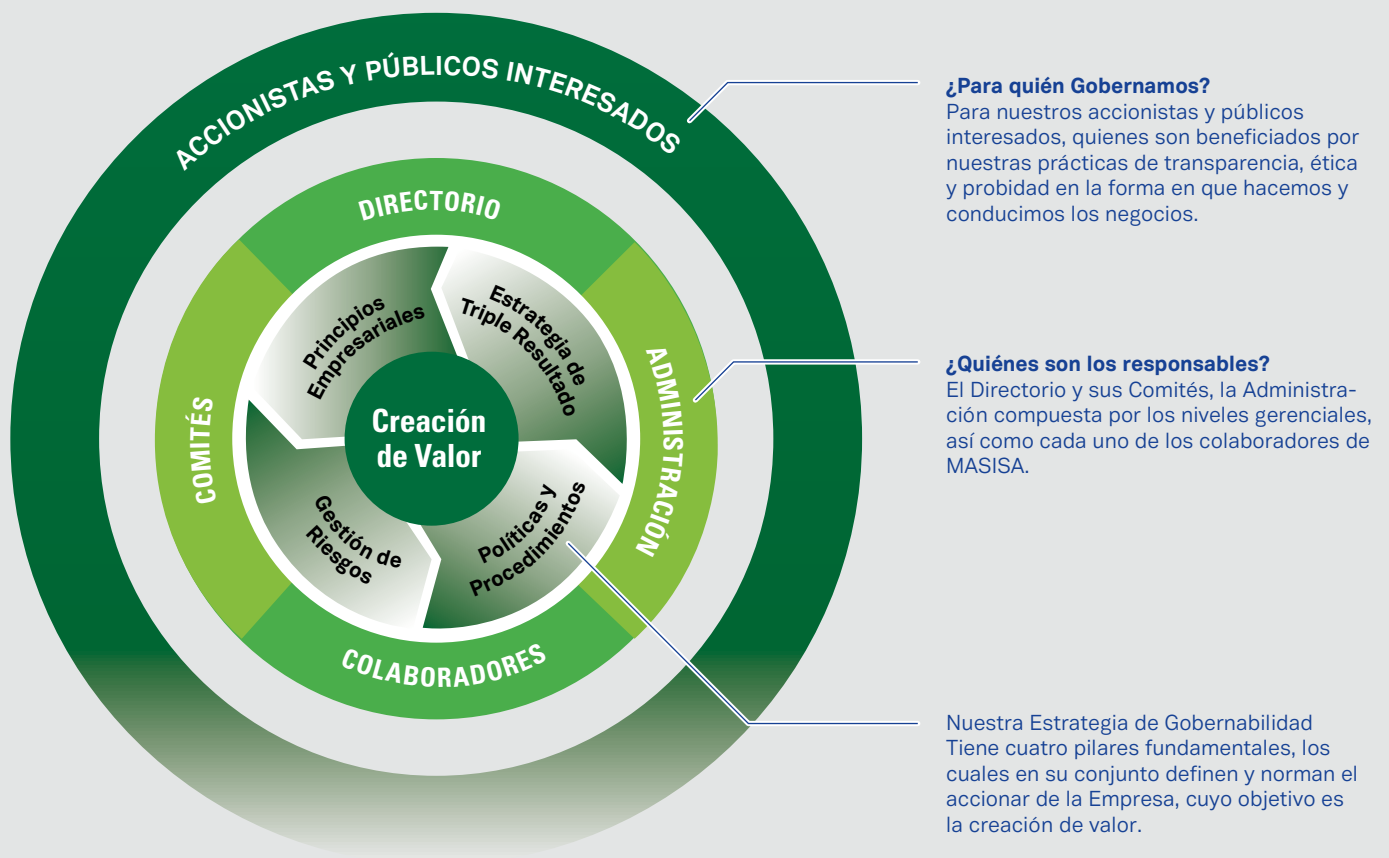 ACCIONISTAS Y PÚBLICOS INTERESADOS
DIRECTORIO
ADMINISTRACIÓN
COLABORADORES
COMITÉS
Principios
Empresariales
Estrategia de
Triple Resultado
Políticas y
Procedimientos
Gestión de
Riesgos
Creación
de Valor
¿Para quién Gobernamos?
Para nuestros accionistas y públicos
interesados, quienes son beneficiados por
nuestras prácticas de transparencia, ética
y probidad en la forma en que hacemos y
conducimos los negocios.
¿Quiénes son los responsables?
El Directorio y sus Comités, la Administra-
ción compuesta por los niveles gerenciales,
así como cada uno de los colaboradores de
MASISA.
Nuestra Estrategia de Gobernabilidad
Tiene cuatro pilares fundamentales, los
cuales en su conjunto definen y norman el
accionar de la Empresa, cuyo objetivo es
la creación de valor.